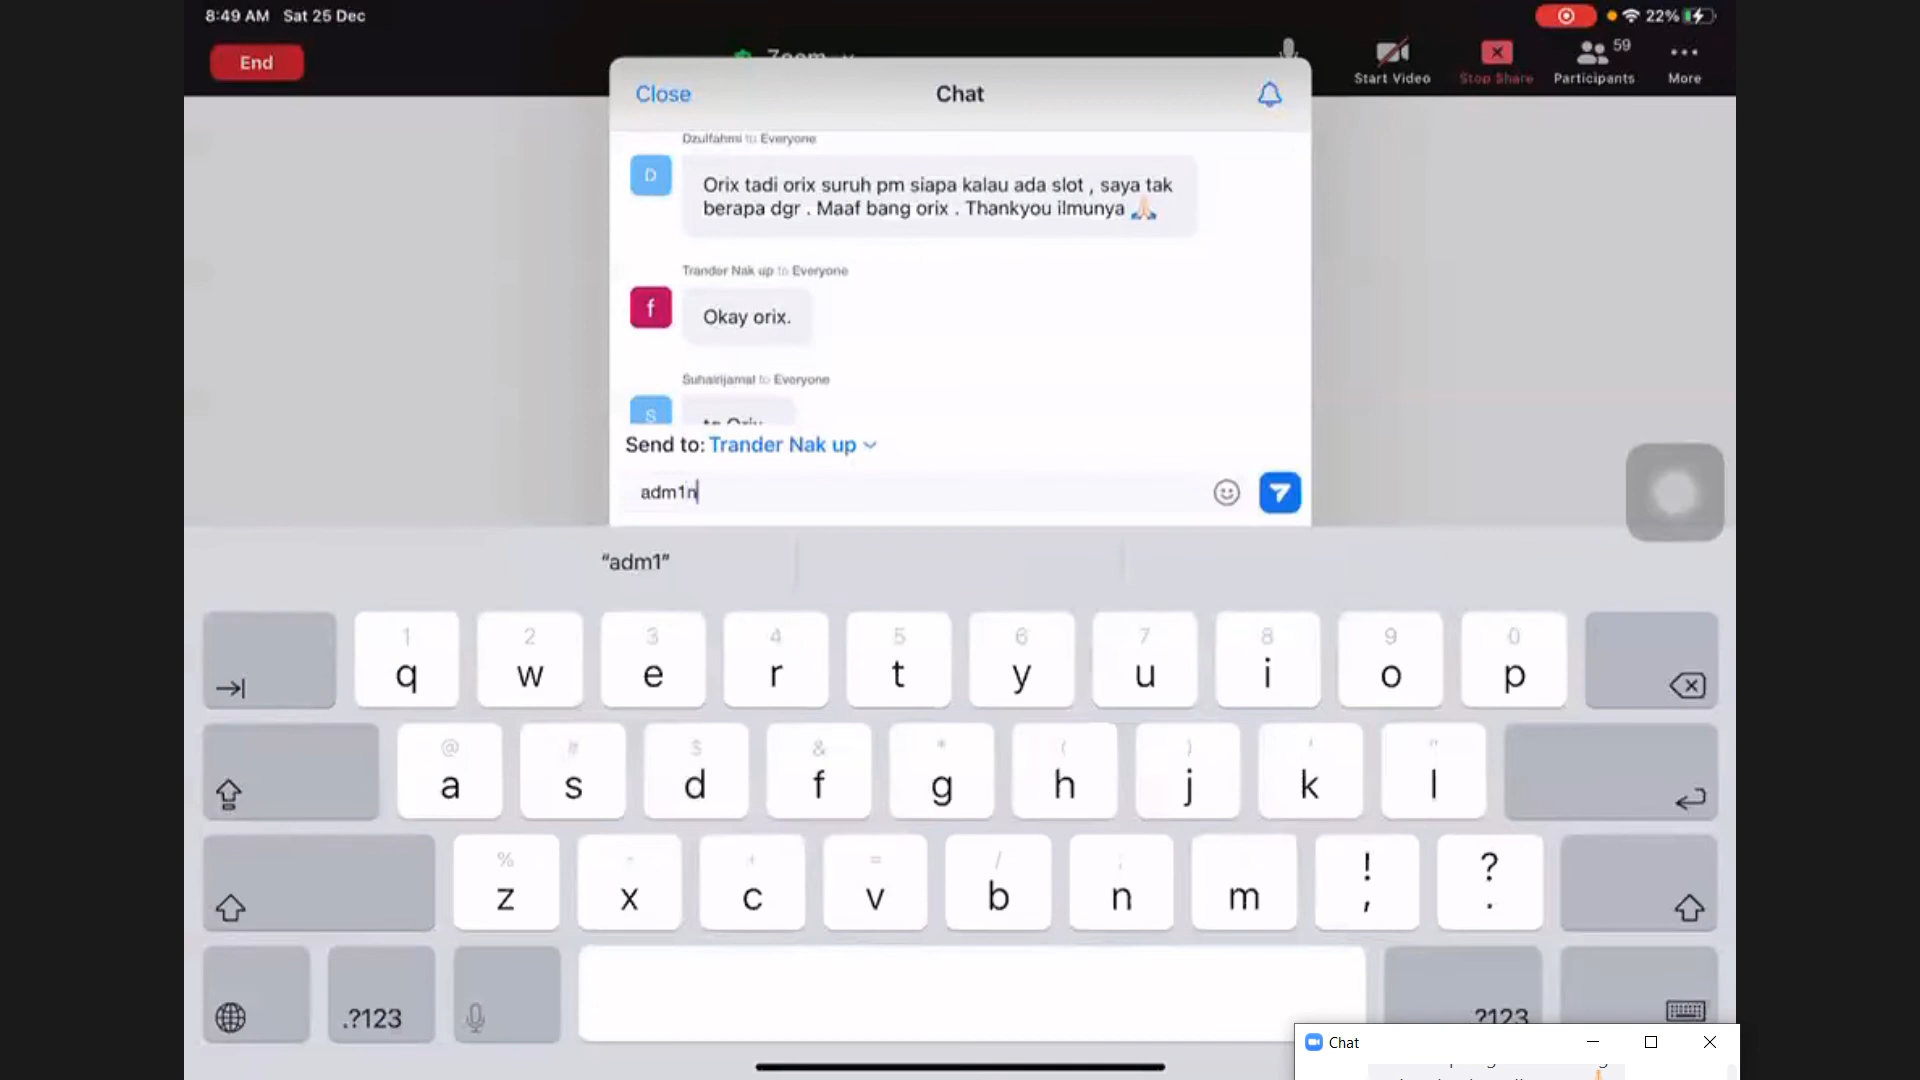 8:49 AM Sat 25 Dec
22%
End
Zoom
Start Video
Stop Share
59
Participants
More
Close
Chat
Dzulfahmi to Everyone
D
Orix tadi orix suruh pm siapa kalau ada slot , saya tak
berapa dgr . Maaf bang orix . Thankyou ilmunya 🙏🏻
Trander Nak up to Everyone
f
Okay orix.
Suhairijamal to Everyone
S
Send to: Trander Nak up
adm1n
“adm1”
1 2 3 4 5 6 7 8 9 0
q w e r t y u i o p
@ # $ & * ( ) ' "
a s d f g h j k l
% - + = / ;
z x c v b n m ! , ? .
.?123
.?123
Chat